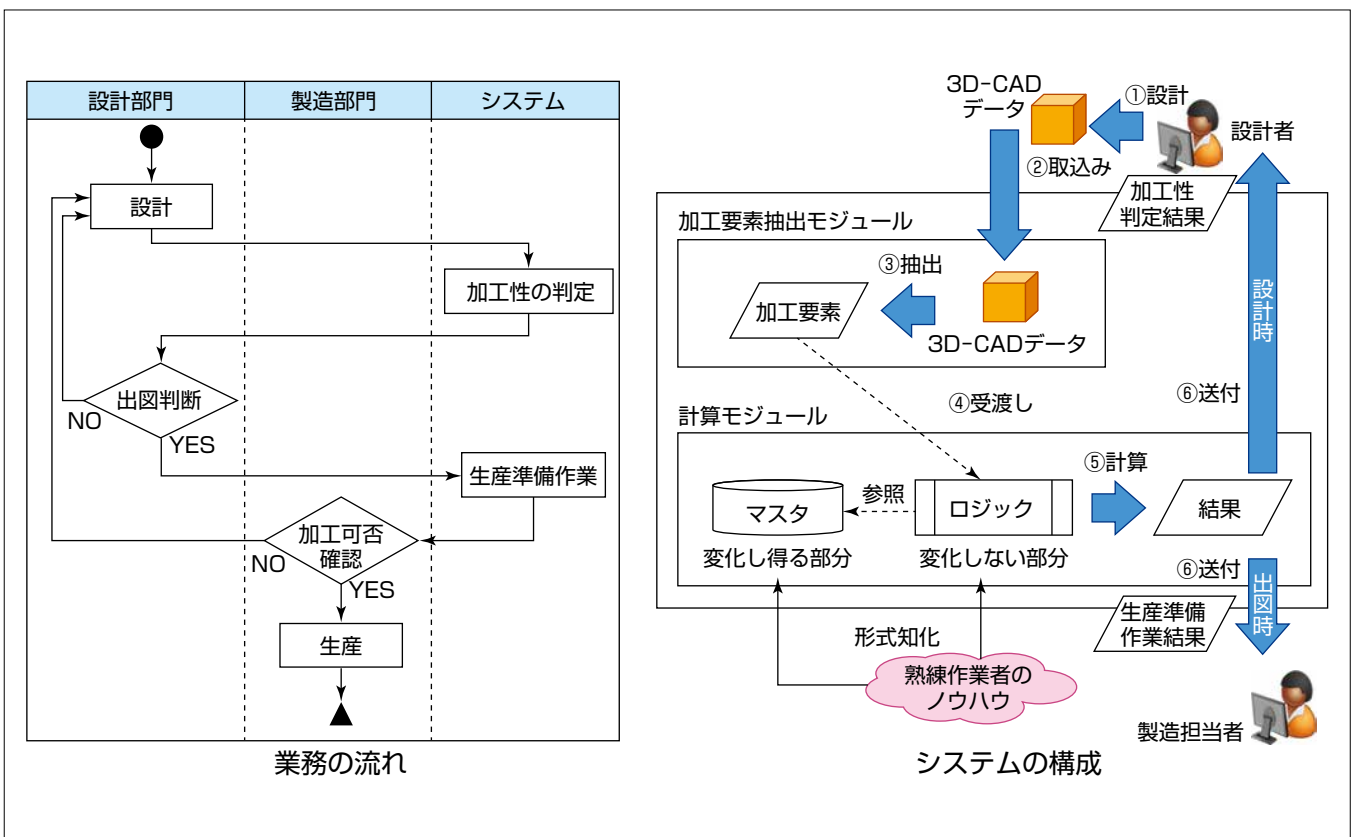 設計部門
製造部門
システム
設計
加工性の判定
出図判断
NO
YES
生産準備作業
加工可否
確認
NO
YES
生産
業務の流れ
3D-CAD
データ
①設計
設計者
②取込み
加工性
判定結果
加工要素抽出モジュール
③抽出
加工要素
3D-CADデータ
設計時
④受渡し
⑥送付
計算モジュール
⑤計算
マスタ
参照
ロジック
結果
変化し得る部分
変化しない部分
⑥送付
出図時
生産準備
作業結果
形式知化
熟練作業者の
ノウハウ
製造担当者
システムの構成